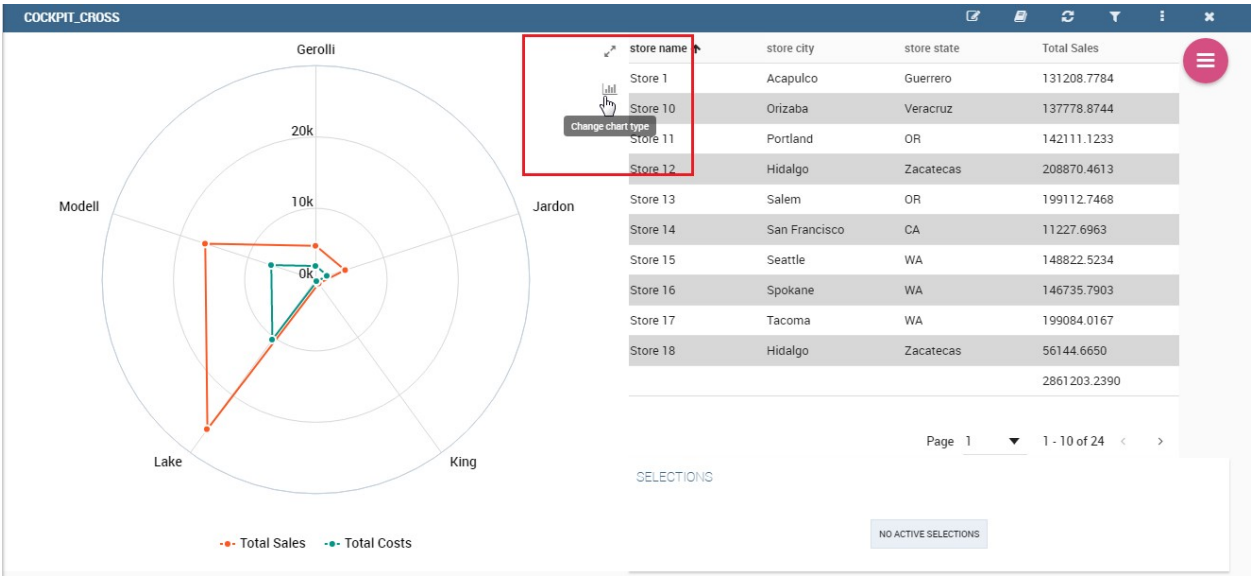 COCKPIT_CROSS
Gerolli
20k
10k
0k
Modell
Jardon
Lake
King
Total Sales Total Costs
Change chart type
store name store city store state Total Sales
Store 1 Acapulco Guerrero 131208.7784
Store 10 Orizaba Veracruz 137778.8744
Store 11 Portland OR 142111.1233
Store 12 Hidalgo Zacatecas 208870.4613
Store 13 Salem OR 199112.7468
Store 14 San Francisco CA 11227.6963
Store 15 Seattle WA 148822.5234
Store 16 Spokane WA 146735.7903
Store 17 Tacoma WA 199084.0167
Store 18 Hidalgo Zacatecas 56144.6650
2861203.2390
Page 1 1 - 10 of 24
SELECTIONS
NO ACTIVE SELECTIONS